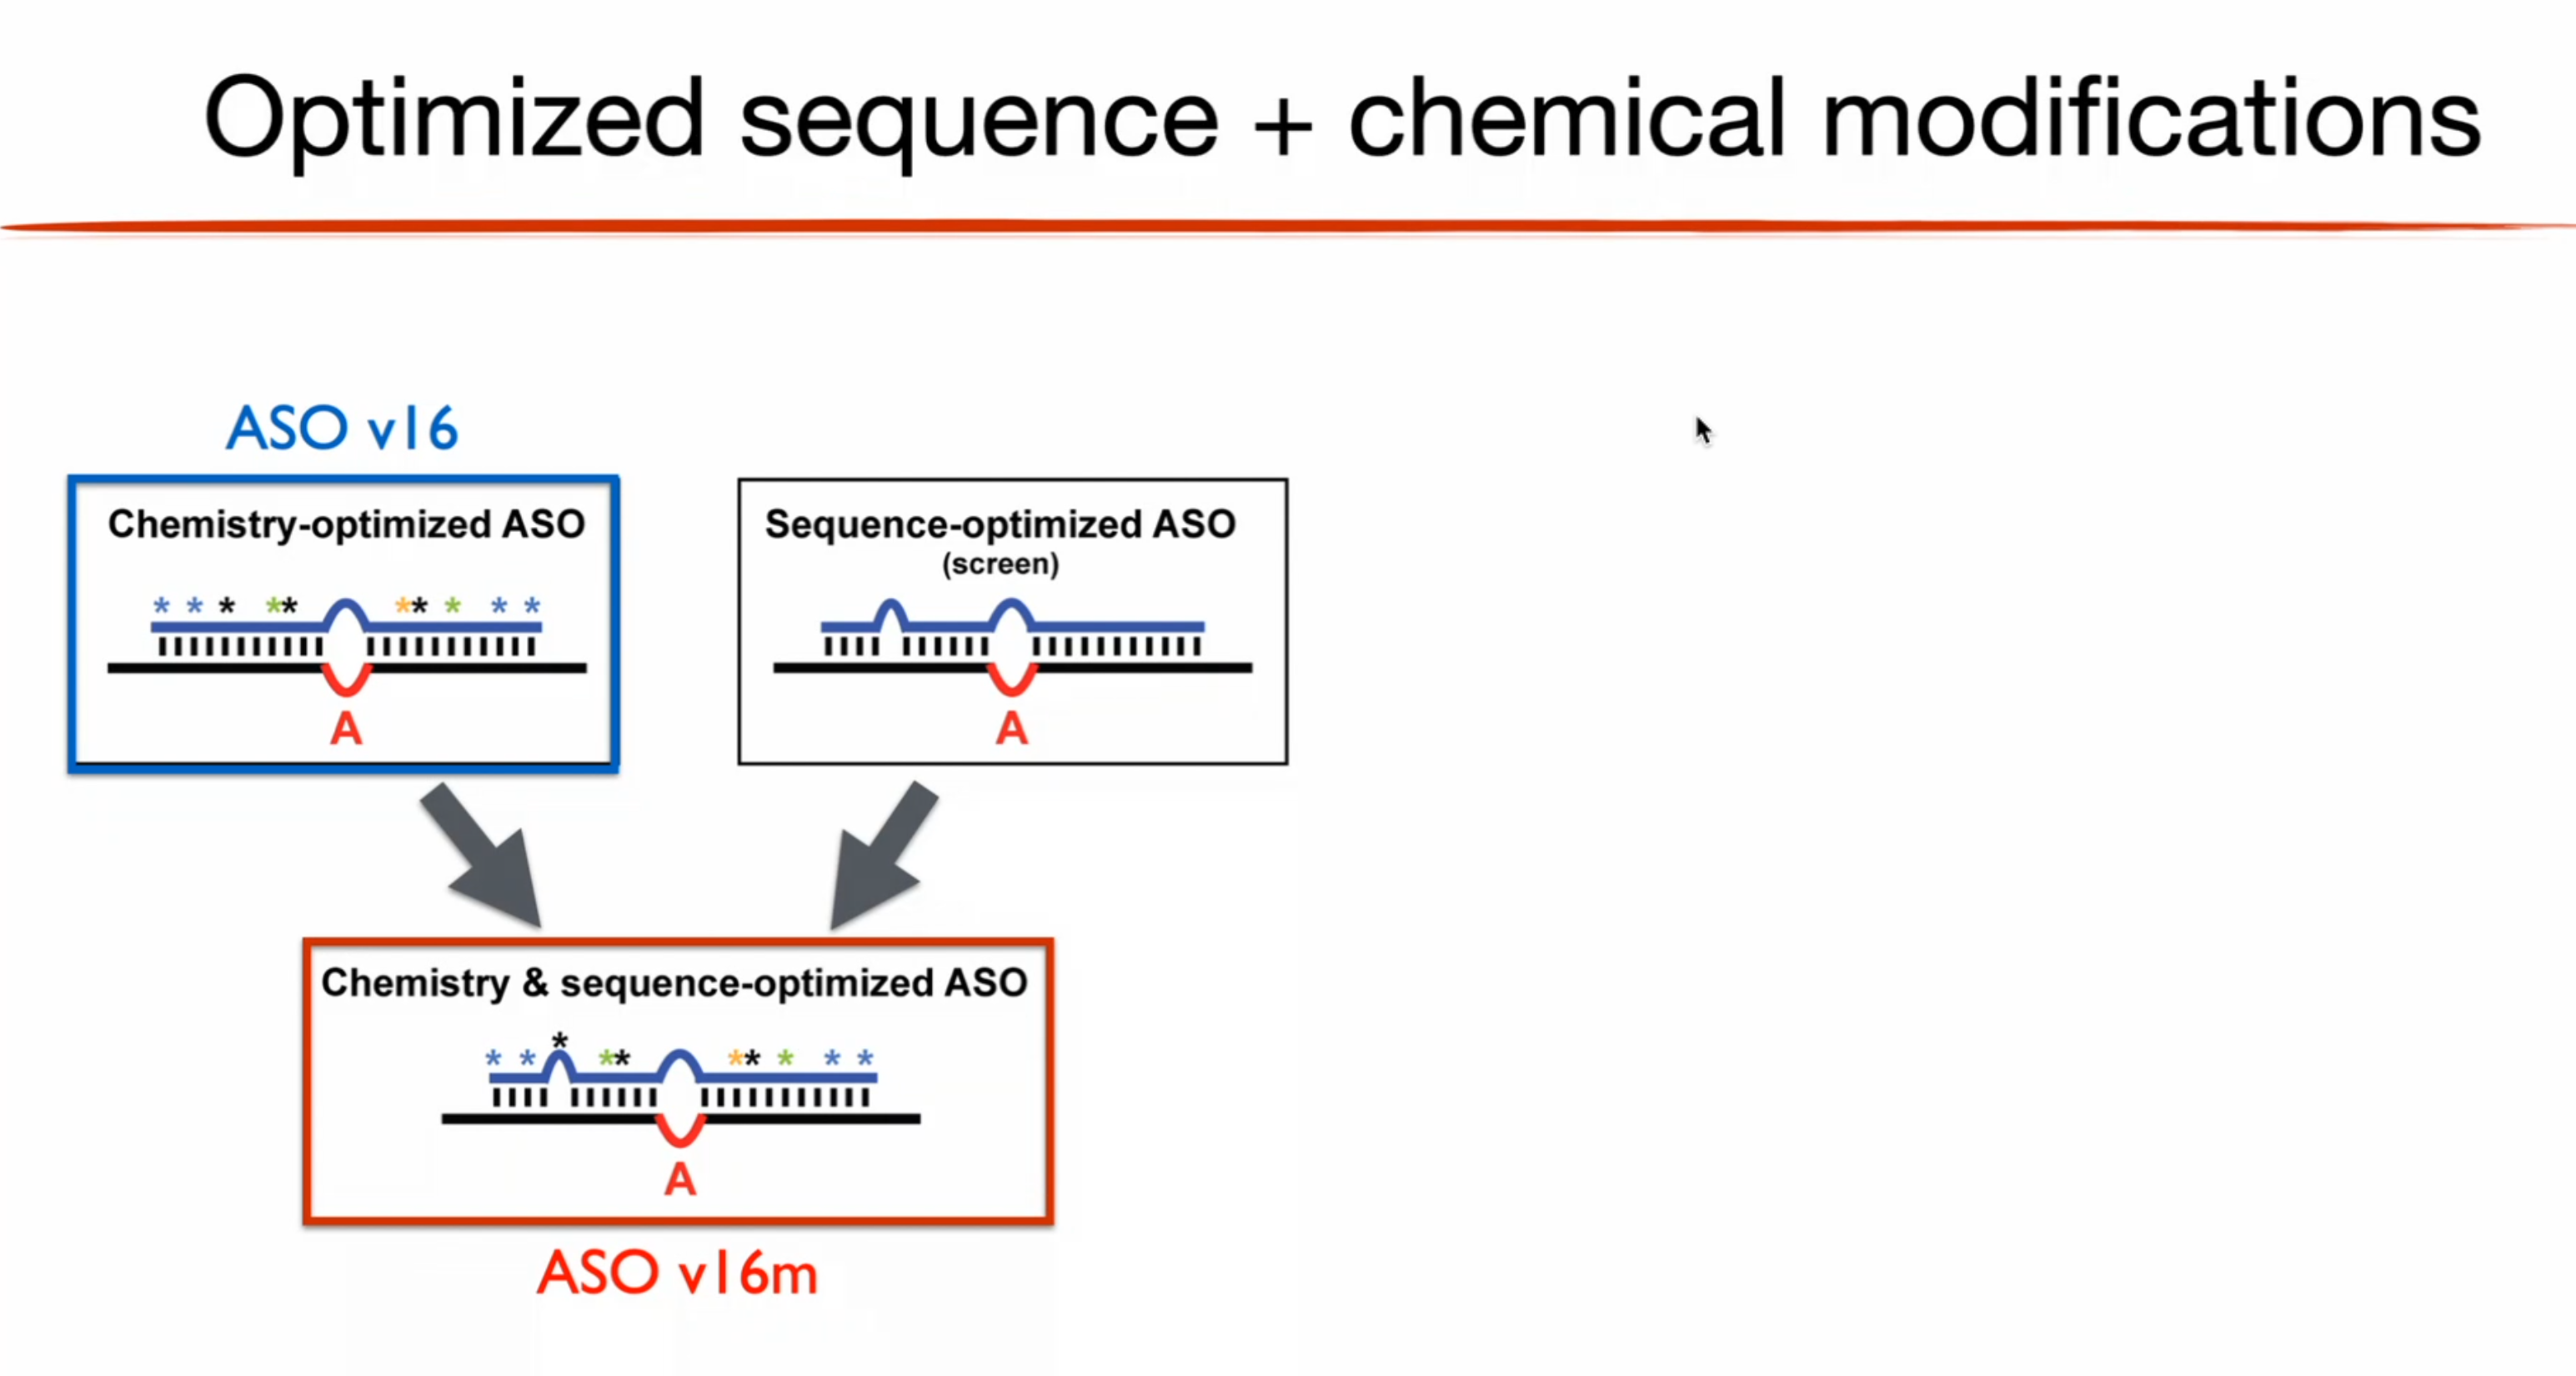 Optimized sequence + chemical modifications
ASO v16
Chemistry-optimized ASO
* * * ** ** * * *
A
Sequence-optimized ASO
(screen)
A
Chemistry & sequence-optimized ASO
* * * ** ** * * *
A
ASO v16m